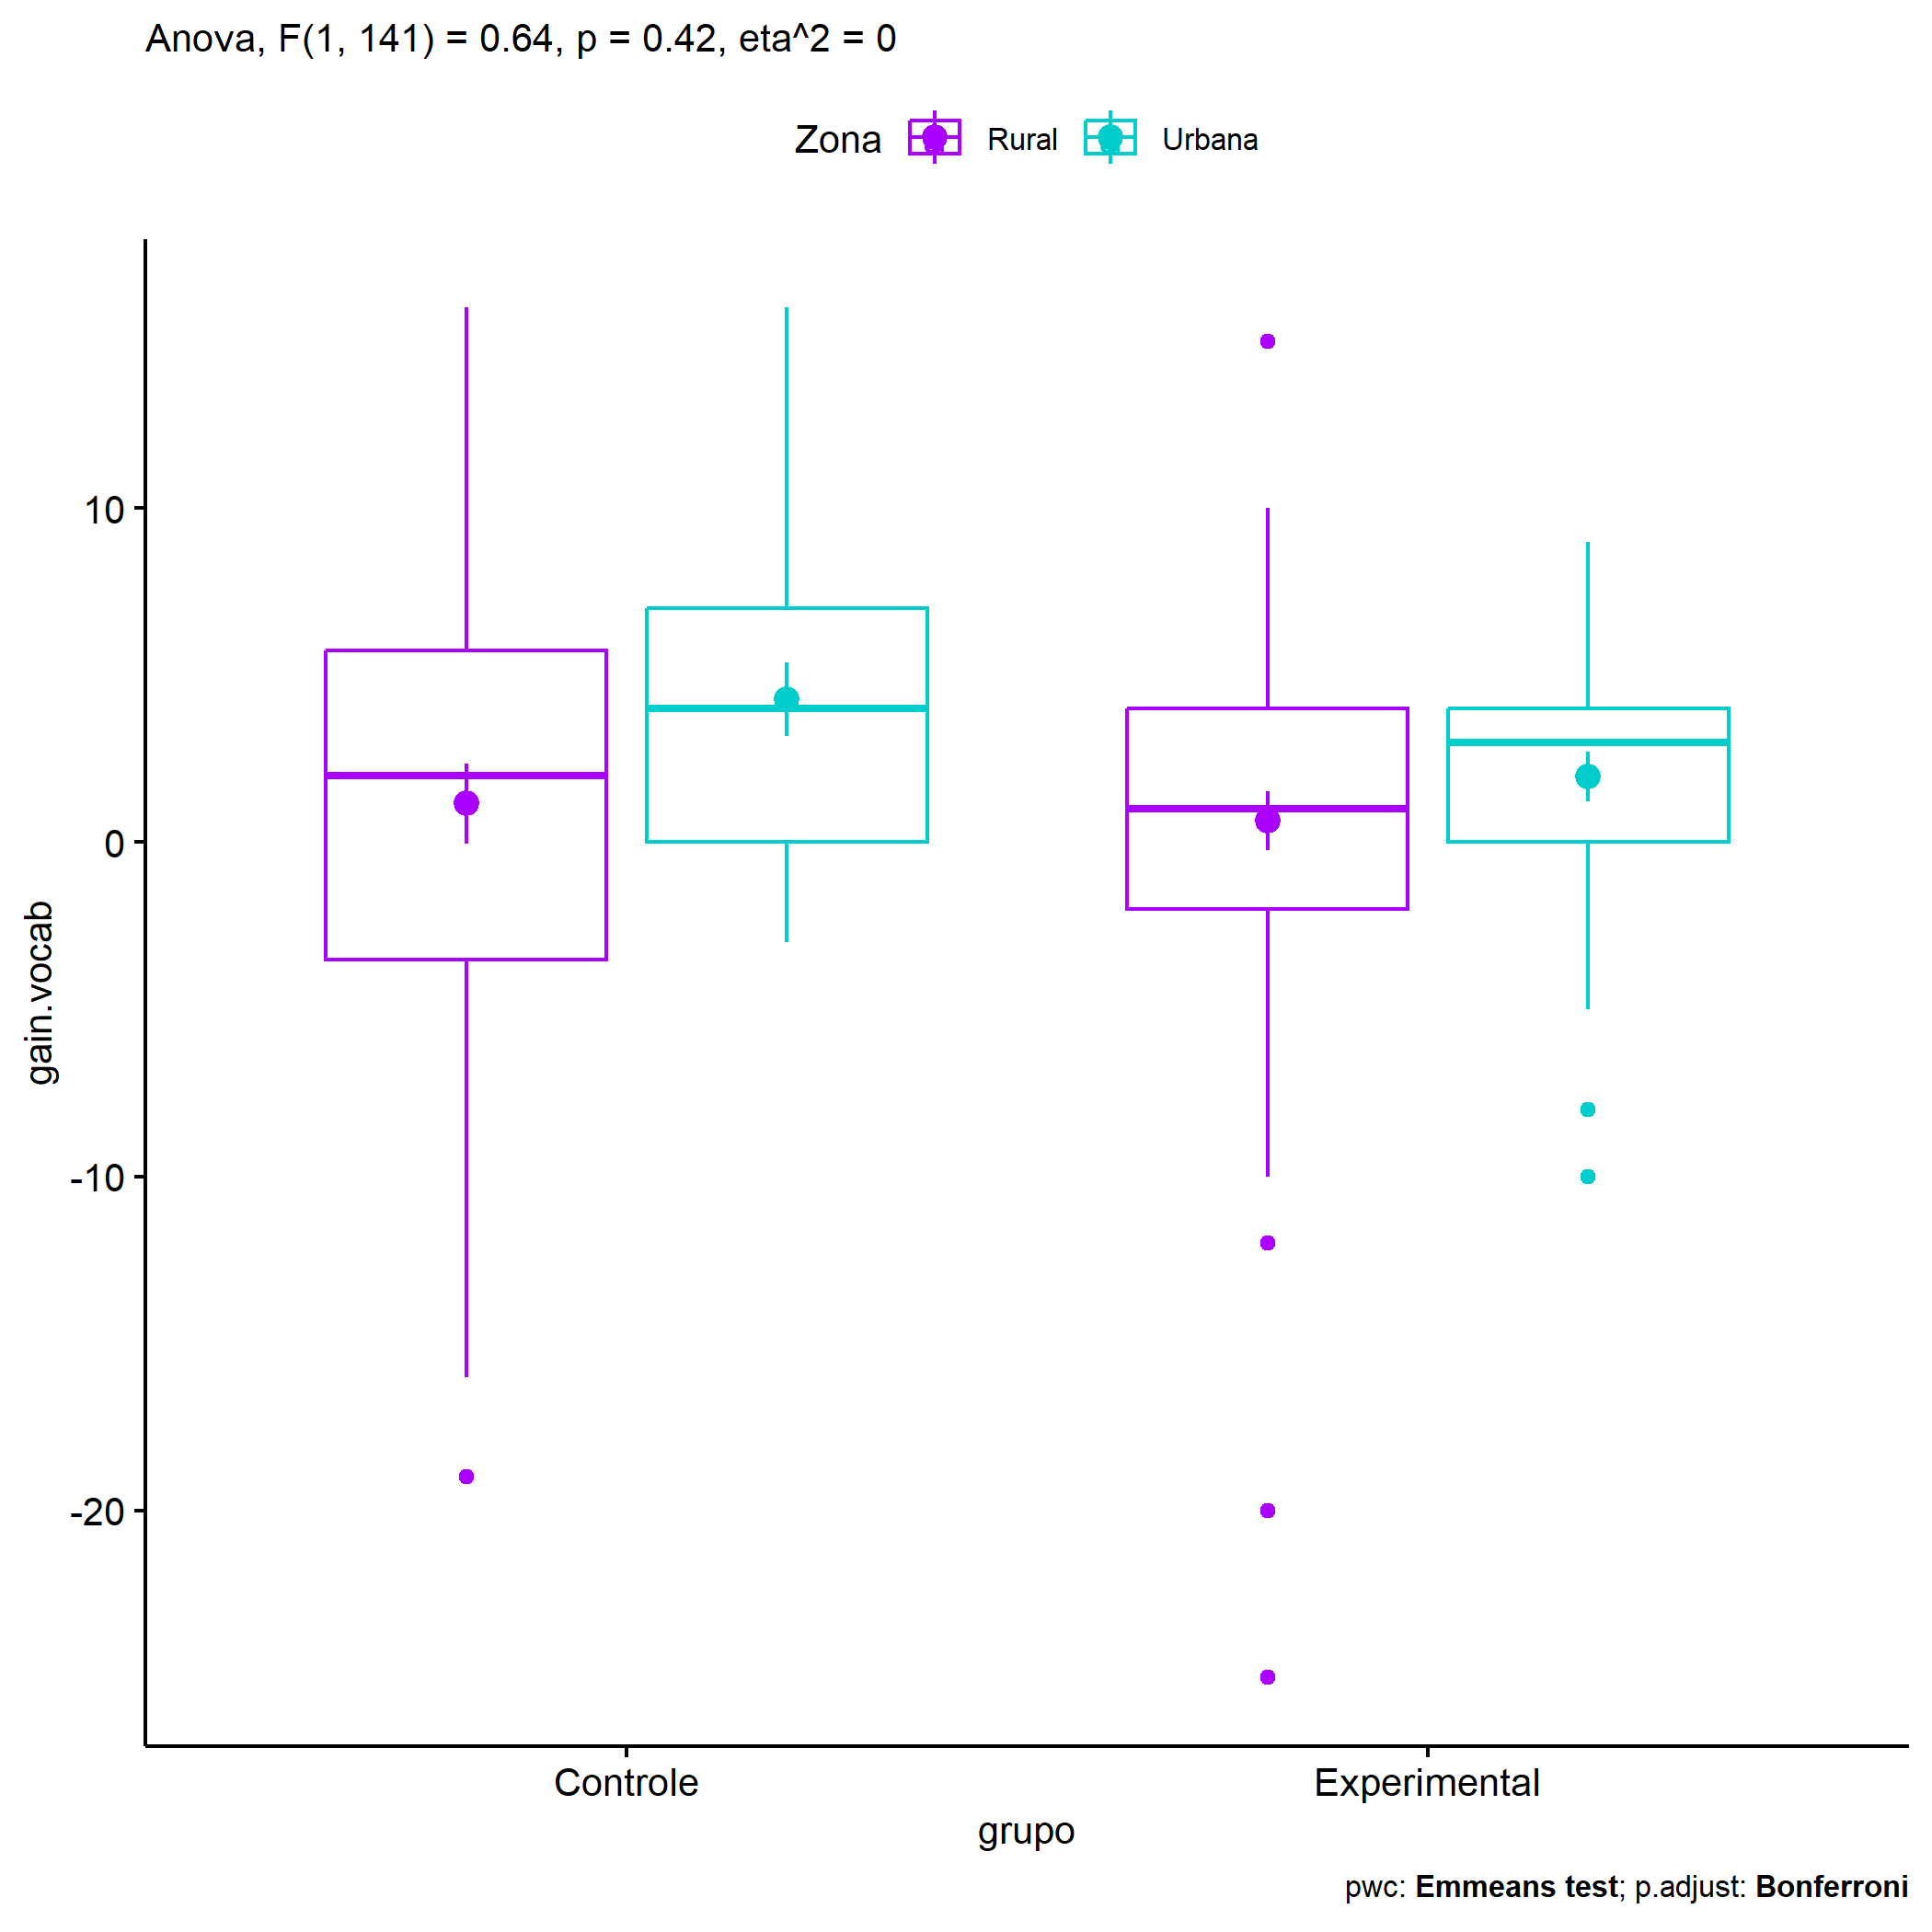 Anova, F(1, 141) = 0.64, p = 0.42, eta^2 = 0
Zona Rural Urbana
10
0
-10
-20
gain.vocab
Controle Experimental
grupo
pwc: Emmeans test; p.adjust: Bonferroni